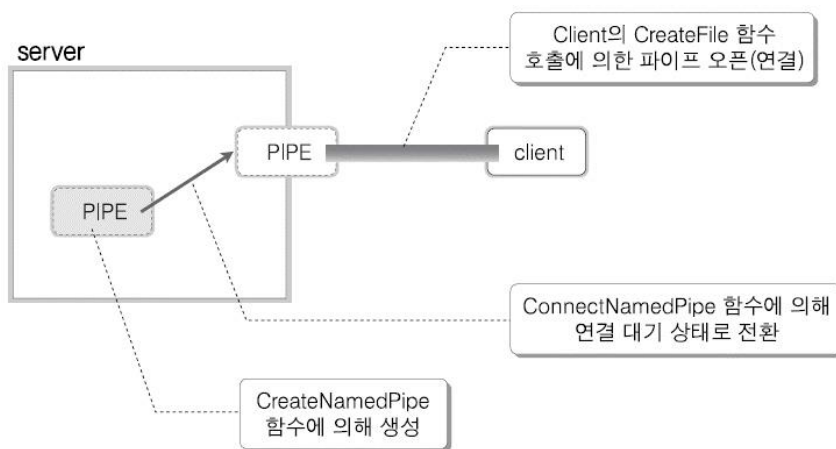 Client의 CreateFile 함수
호출에 의한 파이프 오픈(연결)
server
PIPE
client
PIPE
ConnectNamedPipe 함수에 의해
연결 대기 상태로 전환
CreateNamedPipe
함수에 의해 생성